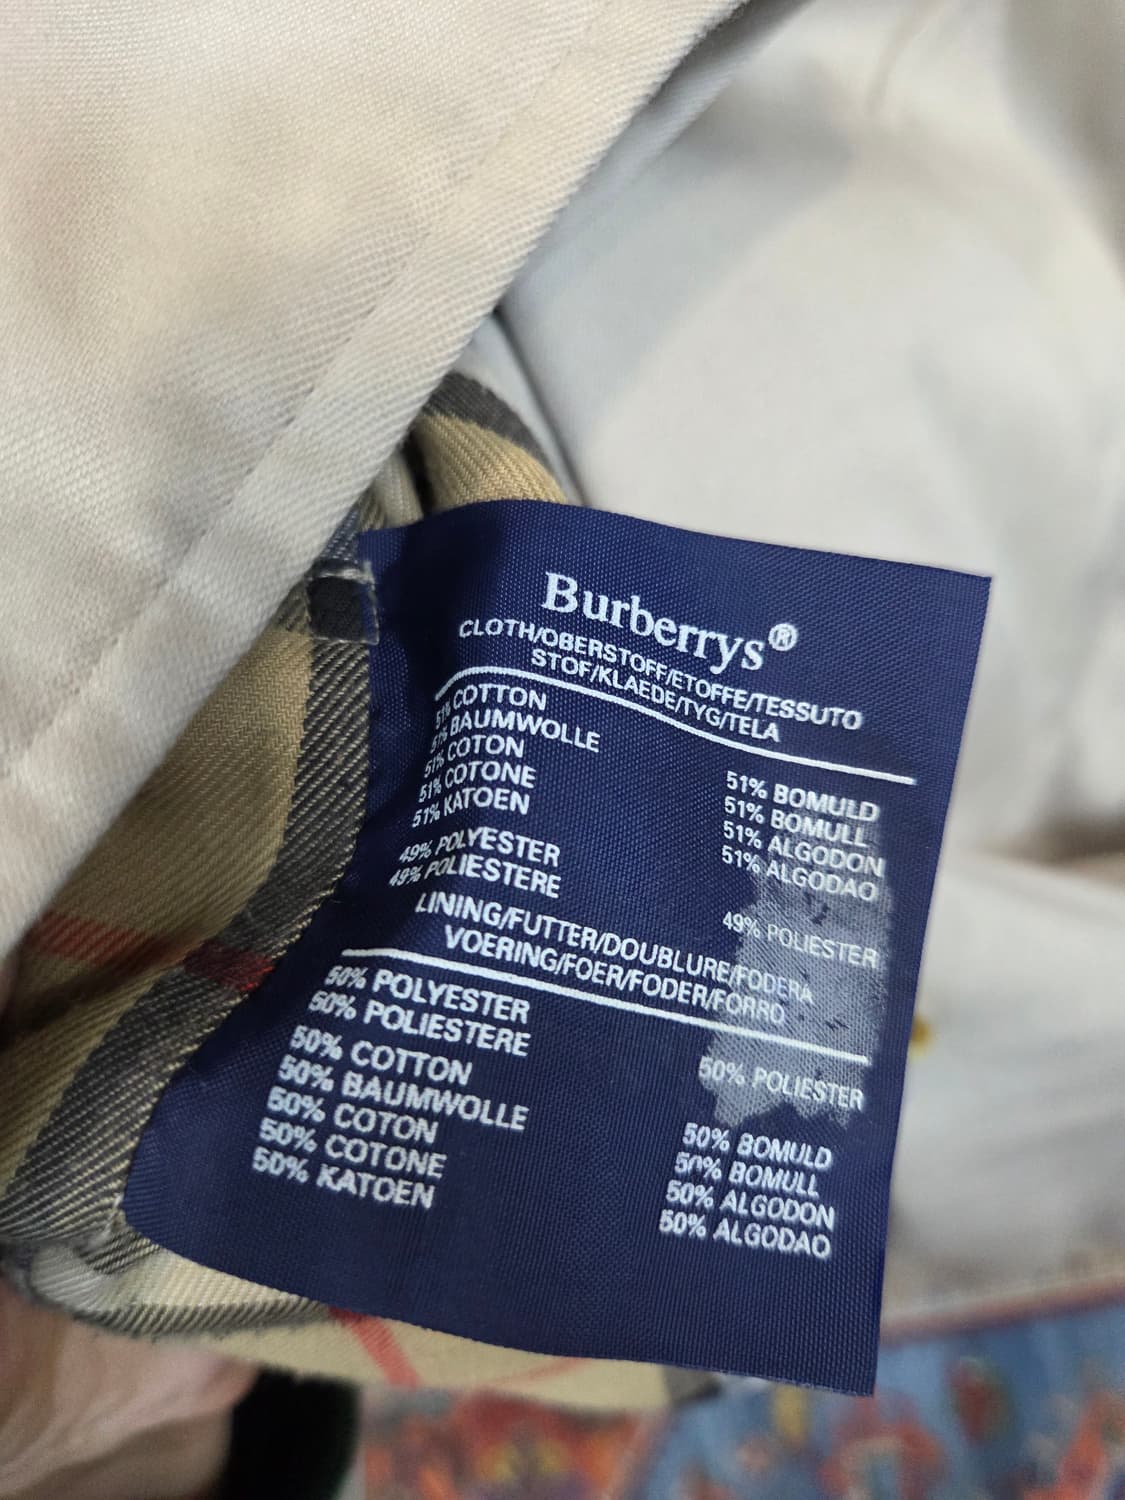 Burberrys®
CLOTH/OBERSTOFF/ETOFFE/TESSUTO
STOF/KLAEDE/TYG/TELA
51% COTTON
51% BAUMWOLLE
51% COTON
51% COTONE
51% KATOEN
51% BOMULD
51% BOMULL
51% ALGODON
51% ALGODAO
49% POLYESTER
49% POLIESTERE
49% POLIESTER
LINING/FUTTER/DOUBLURE/FODERA
VOERING/FOER/FODER/FORRO
50% POLYESTER
50% POLIESTERE
50% POLIESTER
50% COTTON
50% BAUMWOLLE
50% COTON
50% COTONE
50% KATOEN
50% BOMULD
50% BOMULL
50% ALGODON
50% ALGODAO